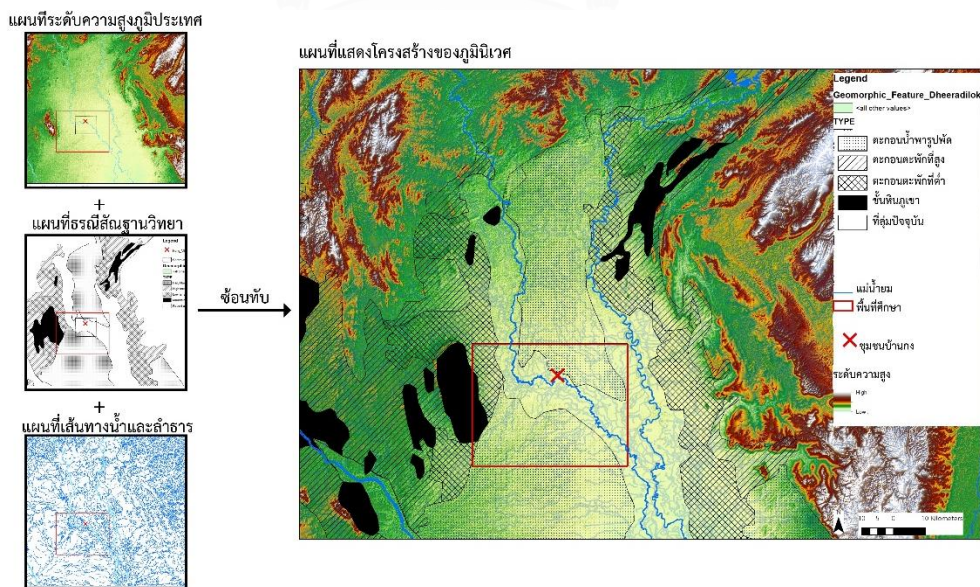 แผนที่ระดับความสูงภูมิประเทศ
+
แผนที่ธรณีสัณฐานวิทยา
Legend
+
แผนที่เส้นทางน้ำและลำธาร
ซ้อนทับ
แผนที่แสดงโครงสร้างของภูมินิเวศ
Legend
Geomorphic_Feature_Dheeradilok
<all other values>
TYPE
ตะกอนน้ำพารูปพัด
ตะกอนตะพักที่สูง
ตะกอนตะพักที่ต่ำ
ชั้นหินภูเขา
ที่ลุ่มปัจจุบัน
แม่น้ำยม
พื้นที่ศึกษา
ชุมชนบ้านกง
ระดับความสูง
High
Low
10 5 0 10 Kilometers